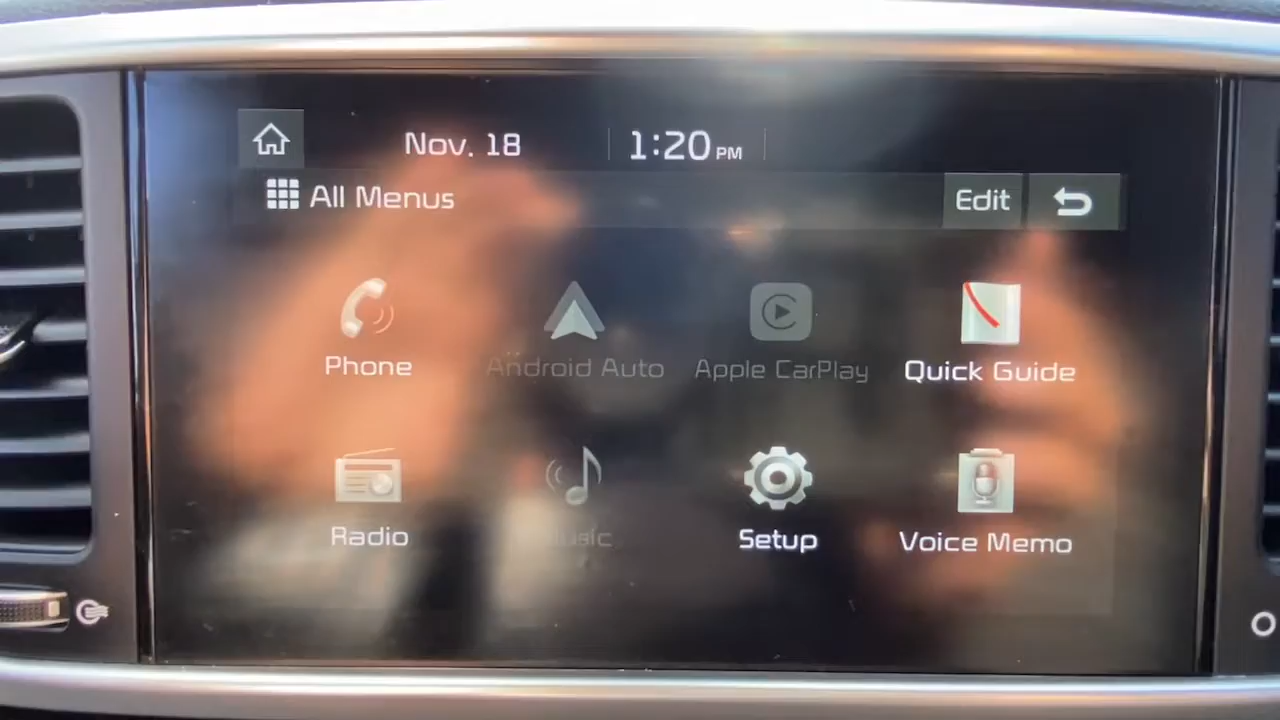 Nov. 18 1:20 PM
All Menus Edit
Phone Android Auto Apple CarPlay Quick Guide
Radio Music Setup Voice Memo